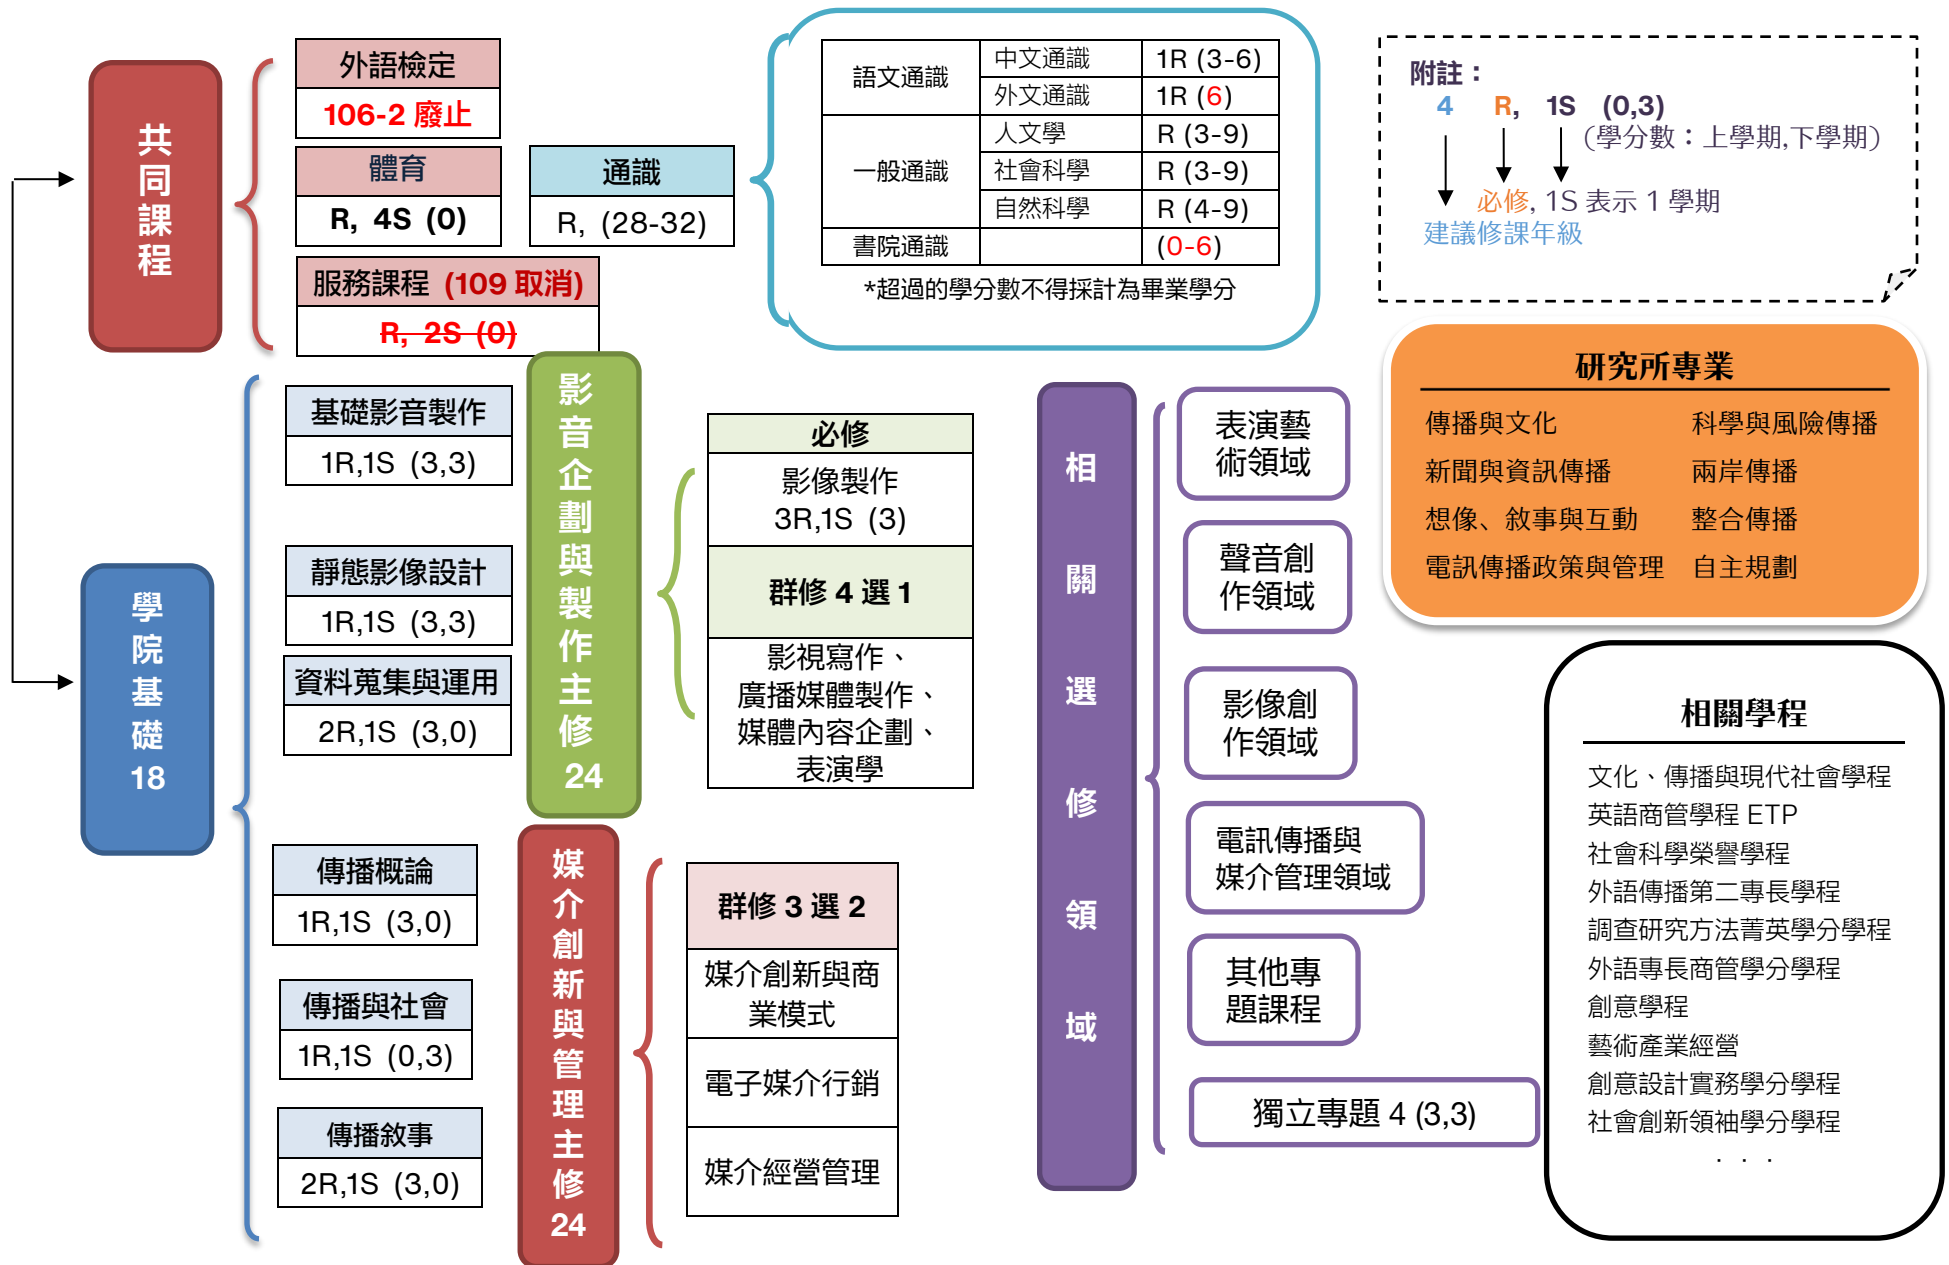 共同課程
外語檢定
106-2 廢止
體育
R, 4S (0)
服務課程 (109 取消)
R, 2S (0)
通識
R, (28-32)
語文通識 中文通識 1R (3-6)
外文通識 1R (6)
一般通識 人文學 R (3-9)
社會科學 R (3-9)
自然科學 R (4-9)
書院通識 (0-6)
*超過的學分數不得採計為畢業學分
附註：
4 R, 1S (0,3)
(學分數：上學期,下學期)
必修, 1S 表示 1 學期
建議修課年級
學院基礎 18
基礎影音製作
1R,1S (3,3)
靜態影像設計
1R,1S (3,3)
資料蒐集與運用
2R,1S (3,0)
傳播概論
1R,1S (3,0)
傳播與社會
1R,1S (0,3)
傳播敘事
2R,1S (3,0)
影音企劃與製作主修 24
必修
影像製作
3R,1S (3)
群修 4 選 1
影視寫作、
廣播媒體製作、
媒體內容企劃、
表演學
媒介創新與管理主修 24
群修 3 選 2
媒介創新與商
業模式
電子媒介行銷
媒介經營管理
相關選修領域
表演藝
術領域
聲音創
作領域
影像創
作領域
電訊傳播與
媒介管理領域
其他專
題課程
獨立專題 4 (3,3)
研究所專業
傳播與文化 科學與風險傳播
新聞與資訊傳播 兩岸傳播
想像、敘事與互動 整合傳播
電訊傳播政策與管理 自主規劃
相關學程
文化、傳播與現代社會學程
英語商管學程 ETP
社會科學榮譽學程
外語傳播第二專長學程
調查研究方法菁英學分學程
外語專長商管學分學程
創意學程
藝術產業經營
創意設計實務學分學程
社會創新領袖學分學程
. . .